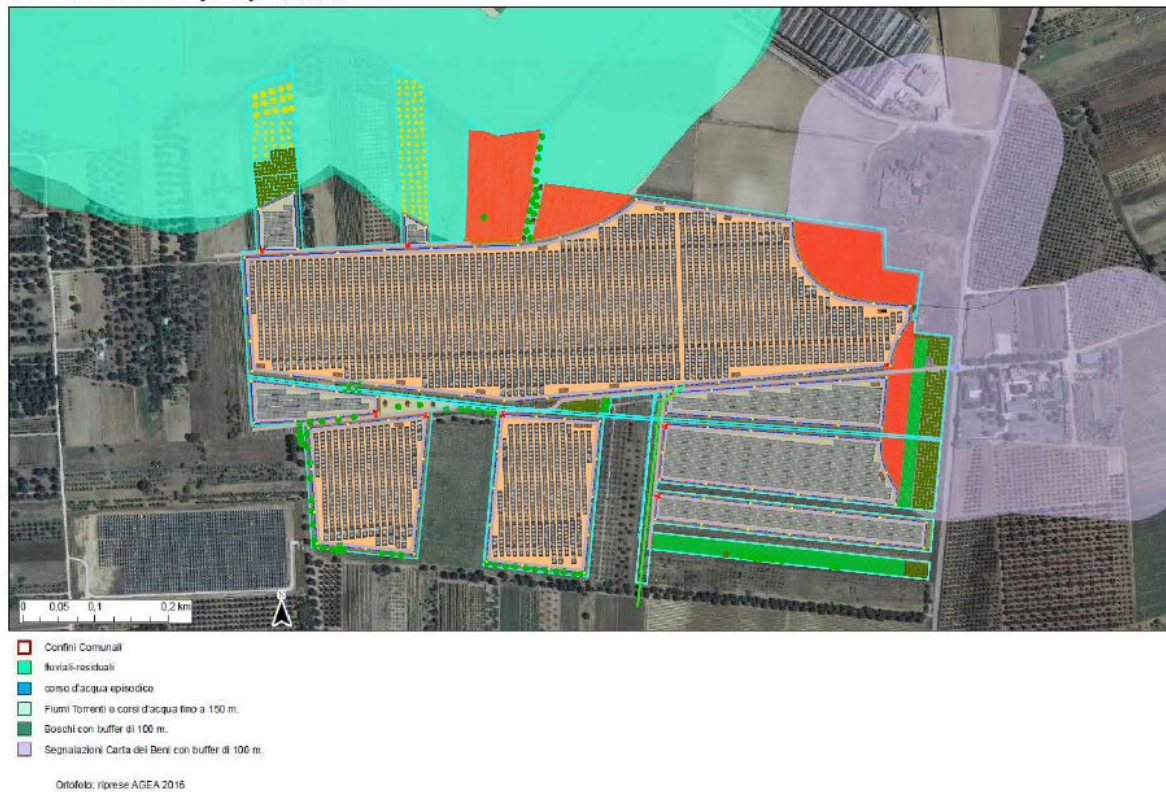 0 0,05 0,1 0,2 km
Confini Comunali
fluviali-residuali
corso d'acqua episodico
Fiumi Torrenti e corsi d'acqua fino a 150 m.
Boschi con buffer di 100 m.
Segnalazioni Carta dei Beni con buffer di 100 m.
Ortofoto: riprese AGEA 2016